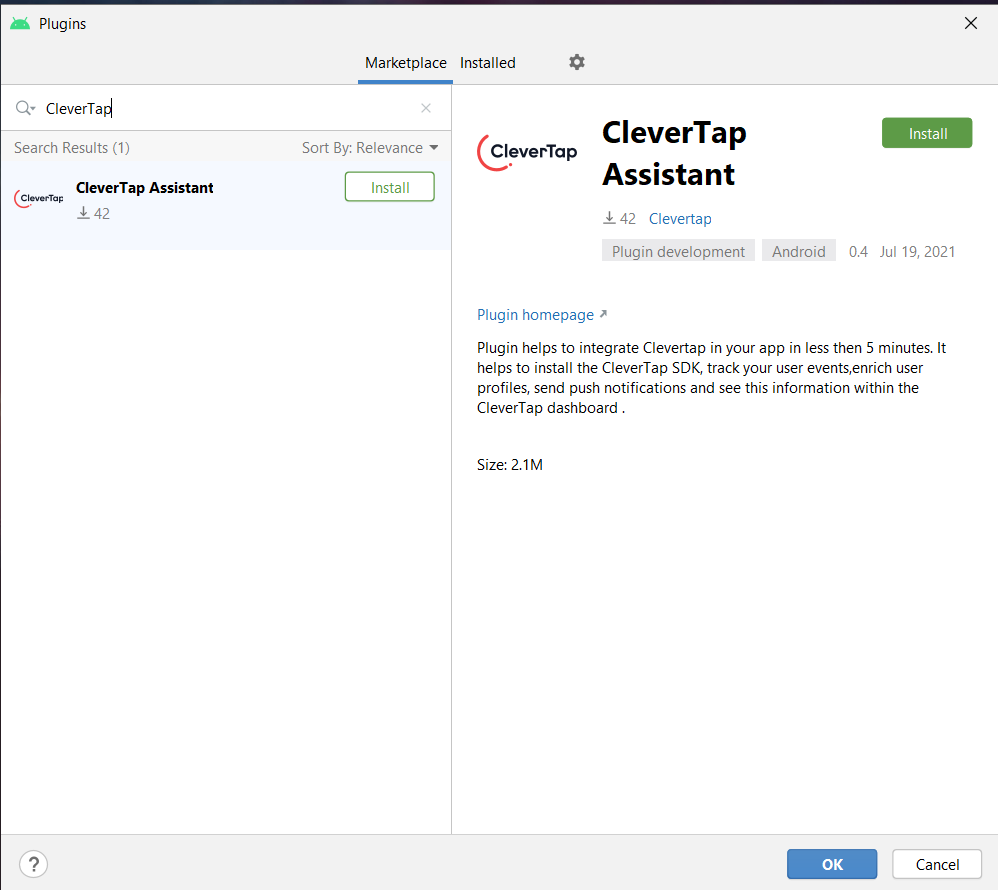 Plugins
Marketplace Installed
CleverTap
Search Results (1) Sort By: Relevance
CleverTap
CleverTap Assistant
Install
42
CleverTap
CleverTap
Assistant
Install
42 Clevertap
Plugin development Android 0.4 Jul 19, 2021
Plugin homepage
Plugin helps to integrate Clevertap in your app in less then 5 minutes. It
helps to install the CleverTap SDK, track your user events,enrich user
profiles, send push notifications and see this information within the
CleverTap dashboard .
Size: 2.1M
?
OK Cancel